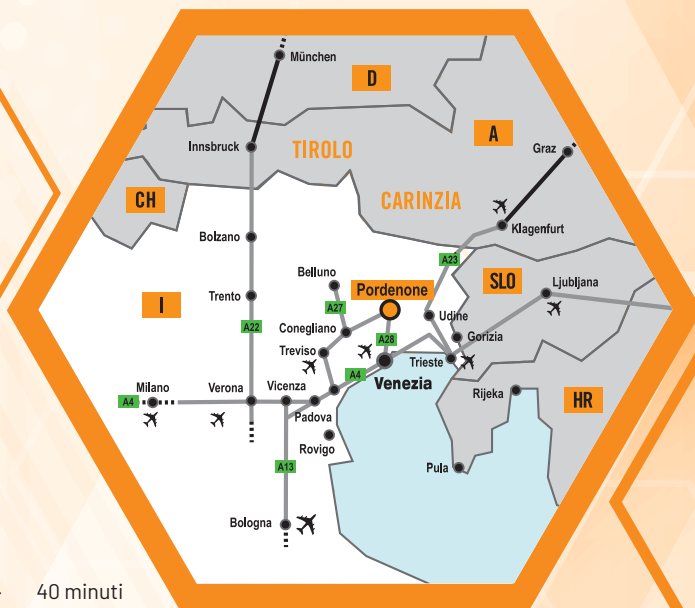 München
D
A
Innsbruck
TIROLO
Graz
CH
CARINZIA
Klagenfurt
Bolzano
A23
Belluno
SLO
Ljubljana
Pordenone
I
Trento
A27
Udine
A22
Conegliano
A28
Gorizia
Treviso
Trieste
A4
Venezia
Milano
Verona
Vicenza
Rijeka
A4
HR
Padova
Rovigo
A13
Pula
Bologna
40 minuti